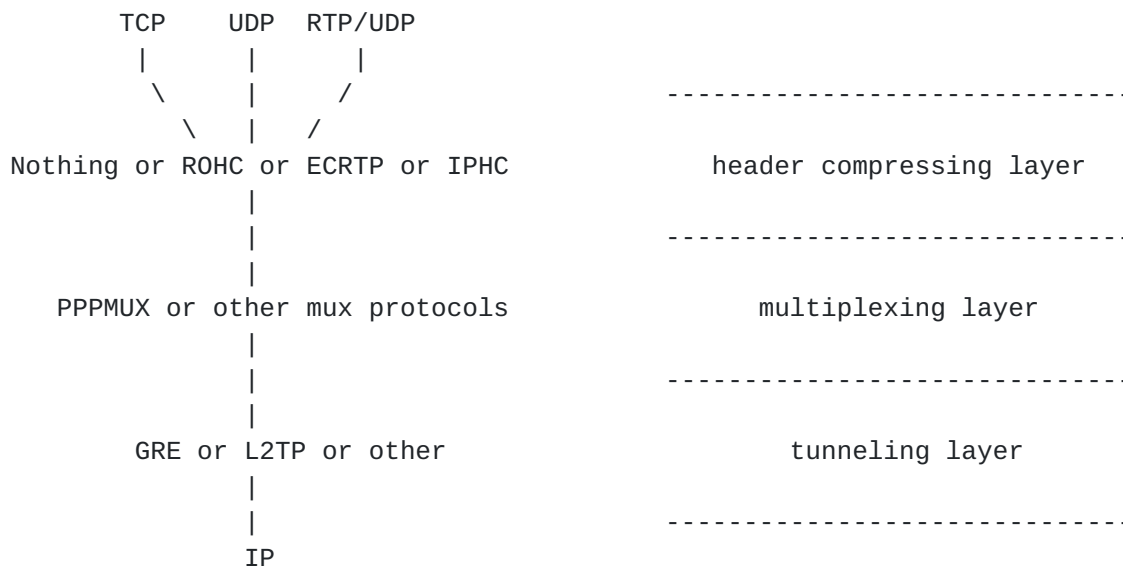 TCP UDP RTP/UDP
| | |
\ | / ------------------------------
\ | /
Nothing or ROHC or ECRTP or IPHC header compressing layer
|
| ------------------------------
|
PPPMUX or other mux protocols multiplexing layer
|
| ------------------------------
|
GRE or L2TP or other tunneling layer
|
| ------------------------------
IP